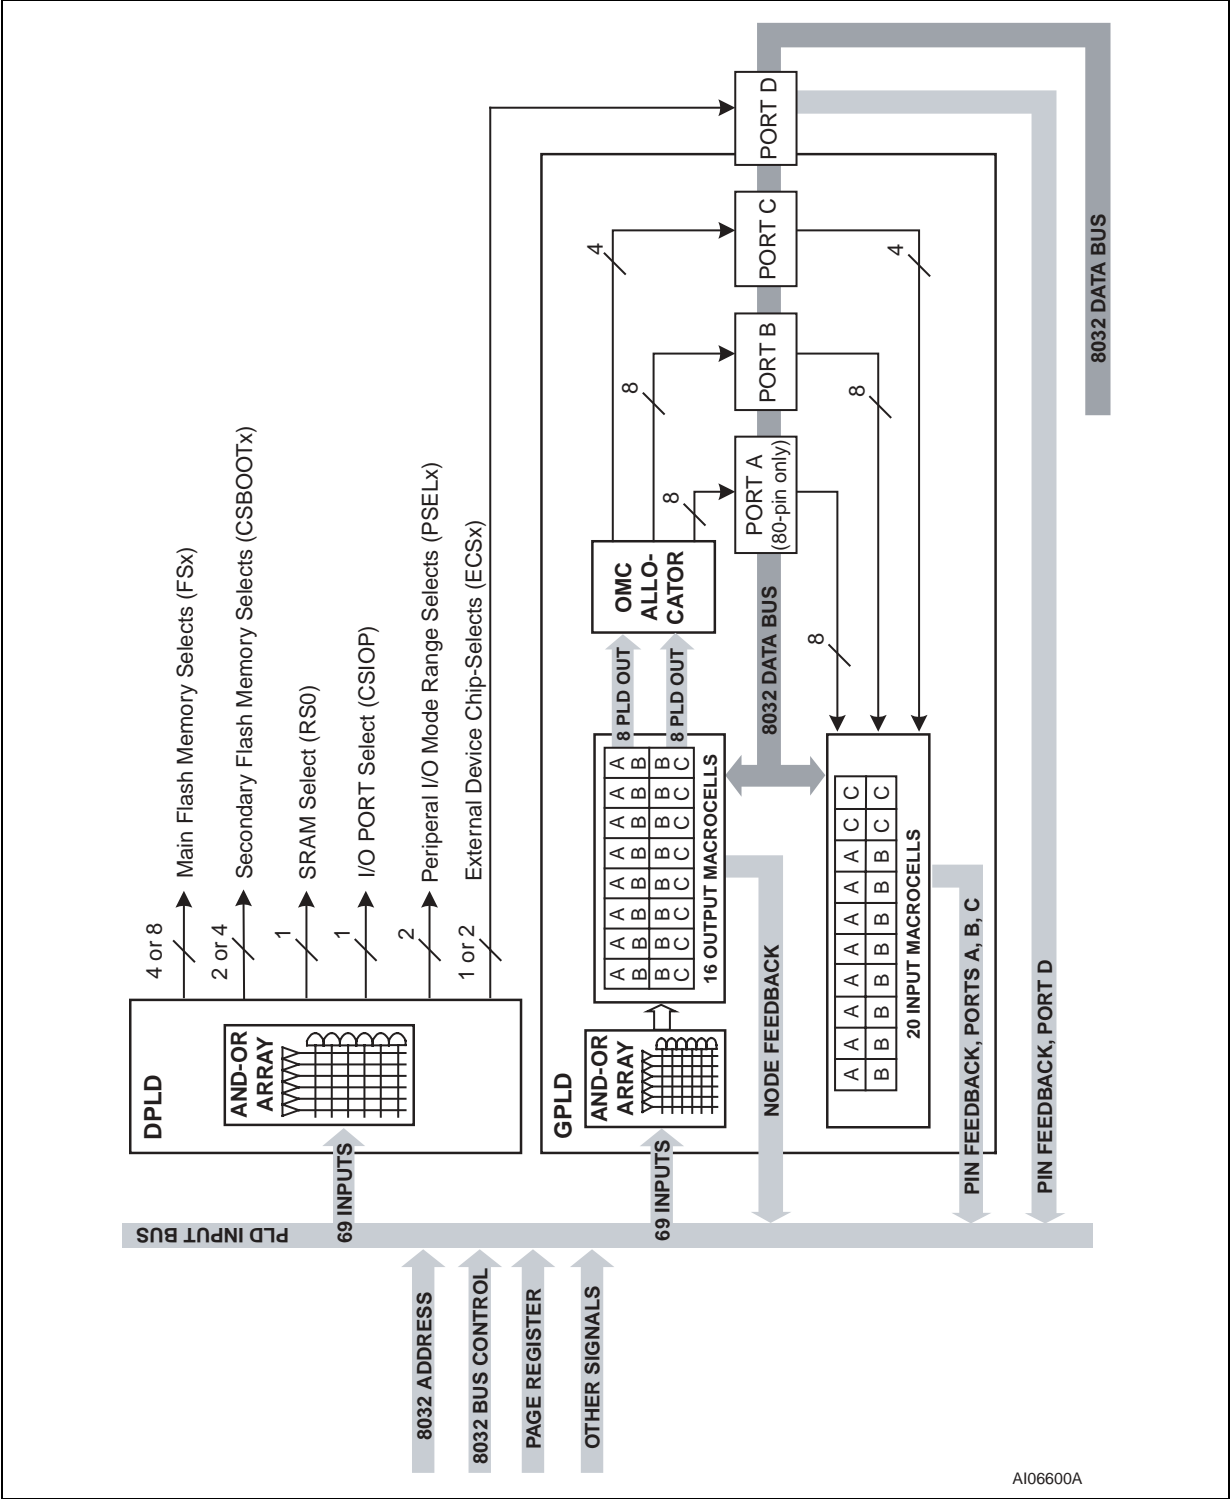 PLD INPUT BUS
8032 ADDRESS
8032 BUS CONTROL
PAGE REGISTER
OTHER SIGNALS
69 INPUTS
DPLD
AND-OR
ARRAY
4 or 8
Main Flash Memory Selects (FSx)
2 or 4
Secondary Flash Memory Selects (CSBOOTx)
1
SRAM Select (RS0)
1
I/O PORT Select (CSIOP)
2
Periperal I/O Mode Range Selects (PSELx)
1 or 2
External Device Chip-Selects (ECSx)
69 INPUTS
GPLD
AND-OR
ARRAY
A A A A A A A A
B B B B B B B B
B B B B B B B B
C C C C C C C C
16 OUTPUT MACROCELLS
8 PLD OUT
8 PLD OUT
OMC
ALLO-
CATOR
8
8
4
PORT A
(80-pin only)
PORT B
PORT C
PORT D
8032 DATA BUS
8
8
4
A A A A A A A A C C
B B B B B B B B C C
20 INPUT MACROCELLS
NODE FEEDBACK
PIN FEEDBACK, PORTS A, B, C
PIN FEEDBACK, PORT D
8032 DATA BUS
AI06600A